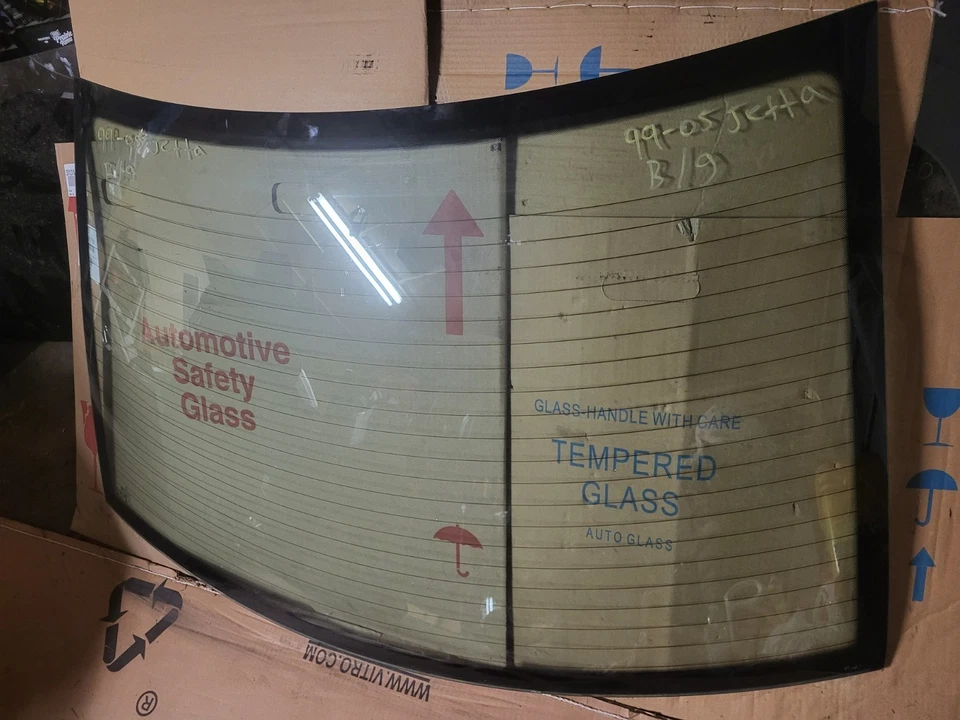 99-05 Jetta
B/g
99-05 Jetta
B/g
Automotive
Safety
Glass
GLASS-HANDLE WITH CARE
TEMPERED
GLASS
AUTO GLASS
WWW.VITRO.COM
®